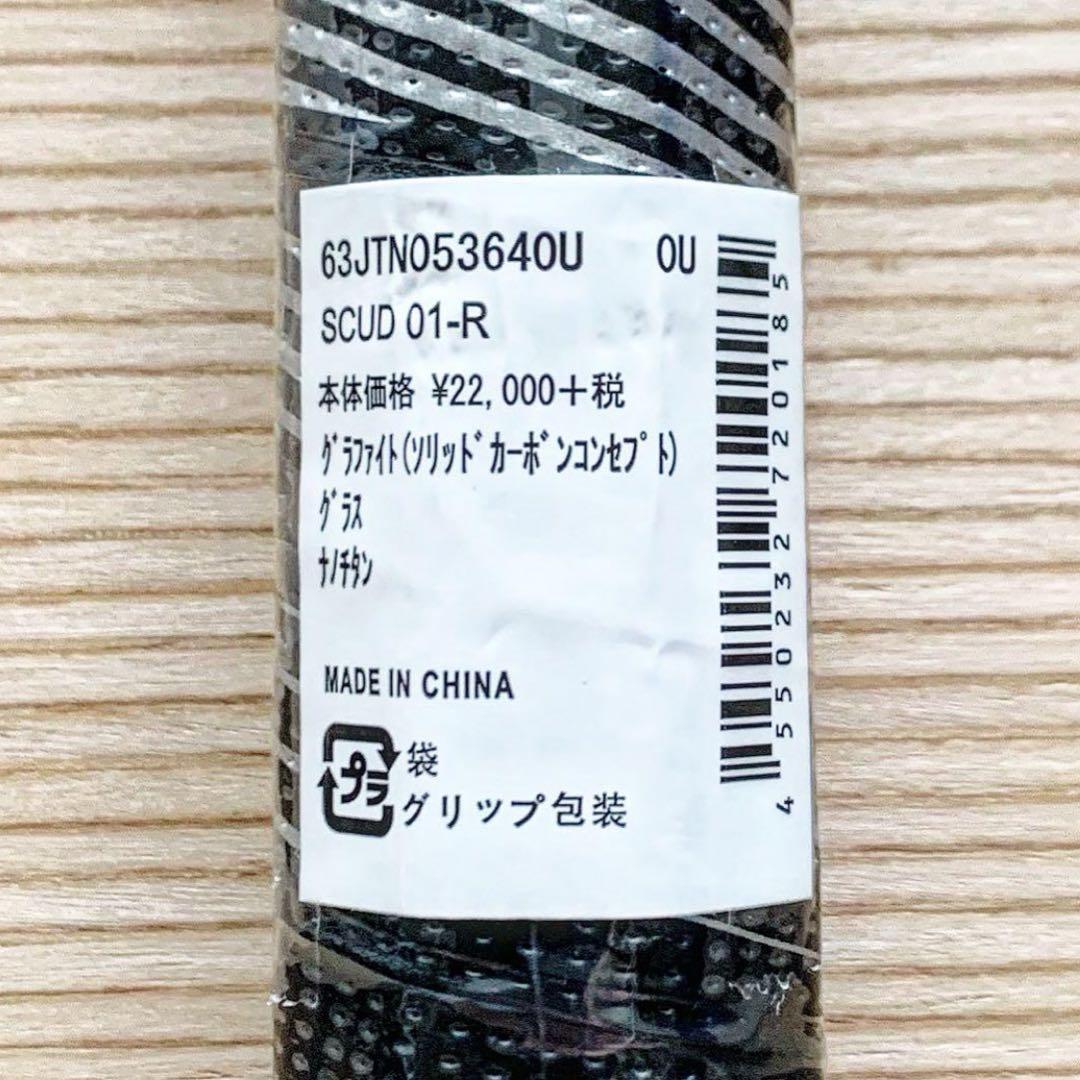 63JTN053640U 0U
SCUD 01-R
本体価格 ¥22,000+税
ｸﾞﾗﾌｧｲﾄ(ｿﾘｯﾄﾞｶｰﾎﾞﾝｺﾝｾﾌﾟﾄ)
ｸﾞﾗｽ
ﾅﾉﾁﾀﾝ
MADE IN CHINA
プラ
袋
グリップ包装
4550232720185